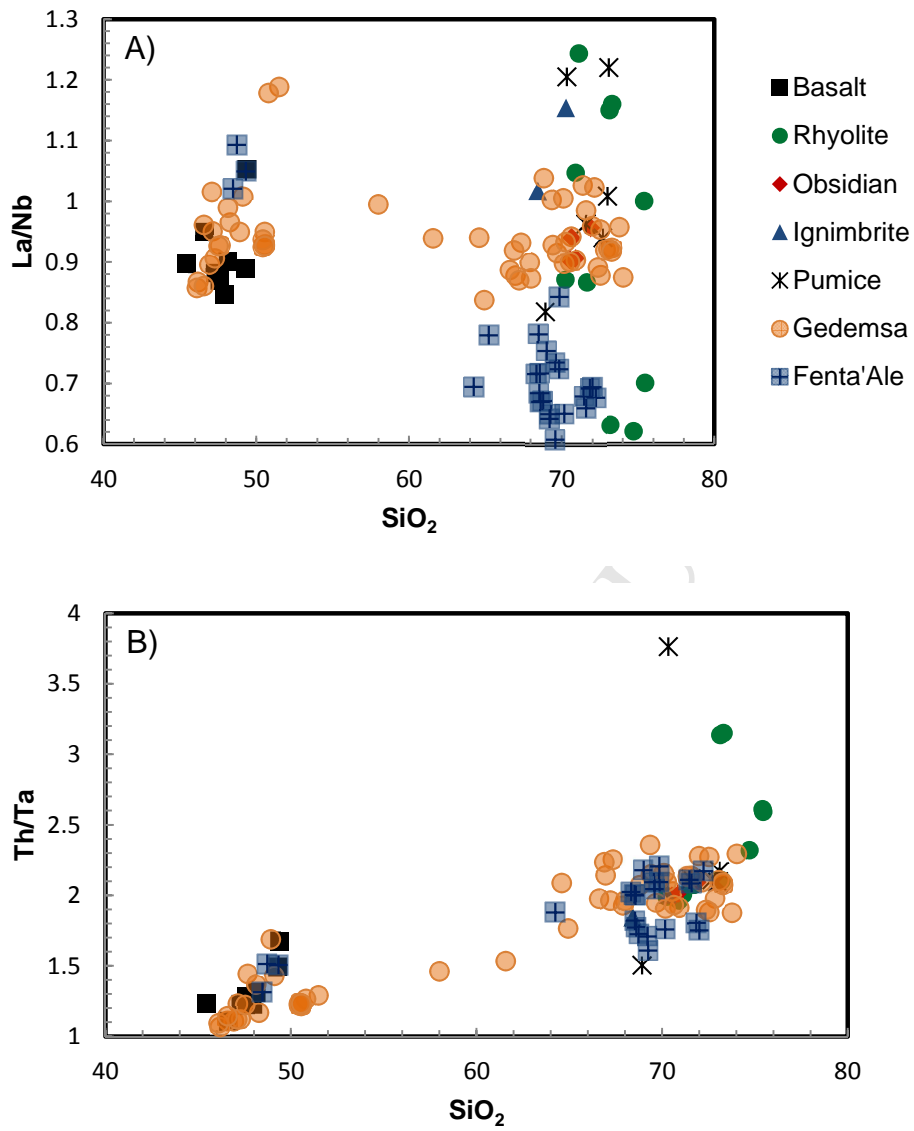 A)
1.3
1.2
1.1
1
0.9
0.8
0.7
0.6
La/Nb
40
50
60
70
80
SiO₂
Basalt
Rhyolite
Obsidian
Ignimbrite
Pumice
Gedemsa
Fenta'Ale
B)
4
3.5
3
2.5
2
1.5
1
Th/Ta
40
50
60
70
80
SiO₂